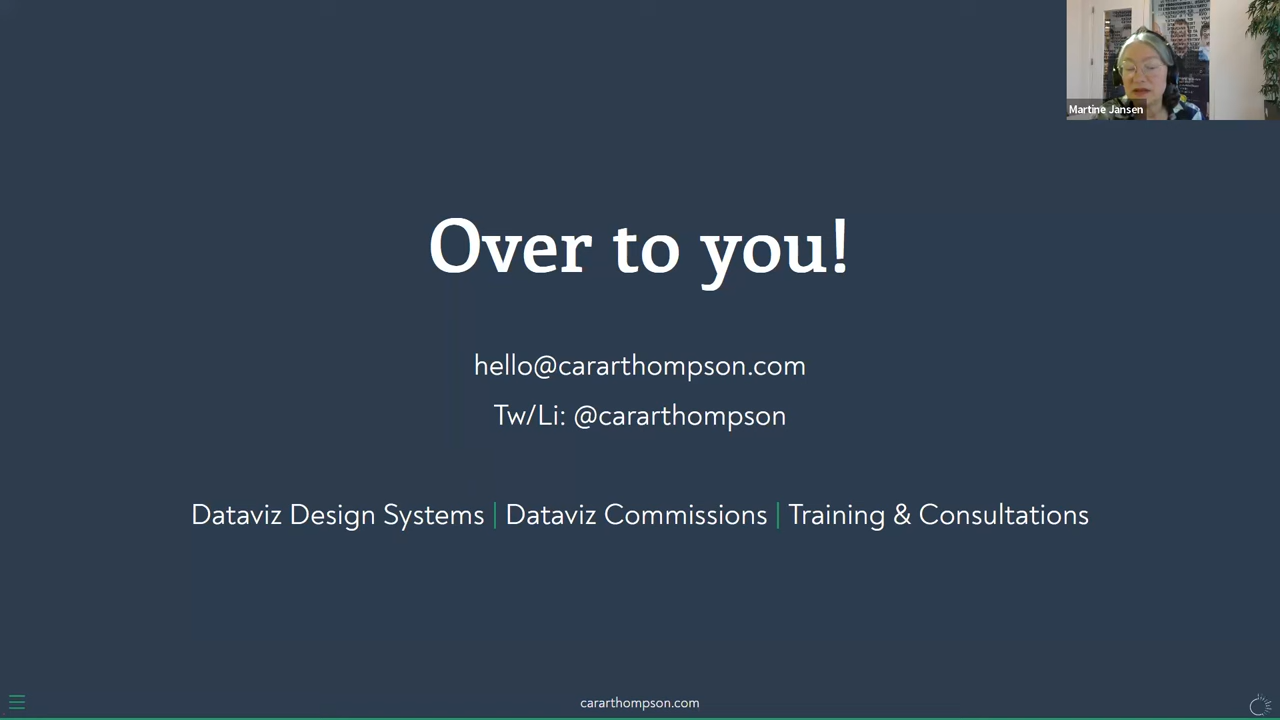 Martine Jansen
Over to you!
hello@cararthompson.com
Tw/Li: @cararthompson
Dataviz Design Systems | Dataviz Commissions | Training & Consultations
cararthompson.com